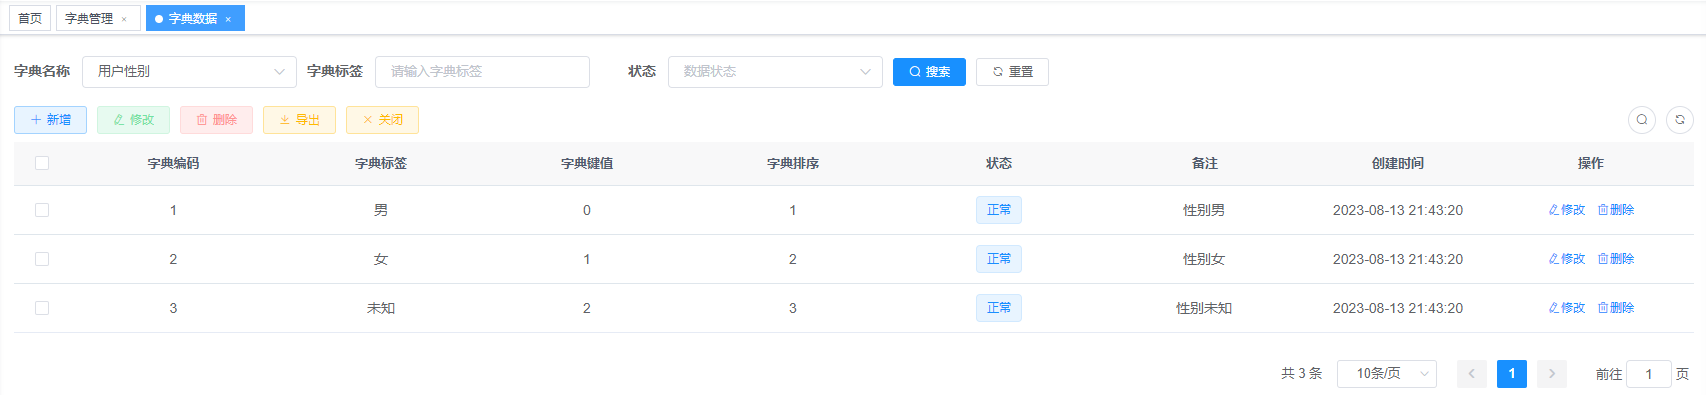 首页 字典管理 × 字典数据 ×
字典名称 用户性别 字典标签 请输入字典标签 状态 数据状态 搜索 重置
新增 修改 删除 导出 关闭
字典编码 字典标签 字典键值 字典排序 状态 备注 创建时间 操作
1 男 0 1 正常 性别男 2023-08-13 21:43:20 修改 删除
2 女 1 2 正常 性别女 2023-08-13 21:43:20 修改 删除
3 未知 2 3 正常 性别未知 2023-08-13 21:43:20 修改 删除
共 3 条 10条/页 1 前往 1 页